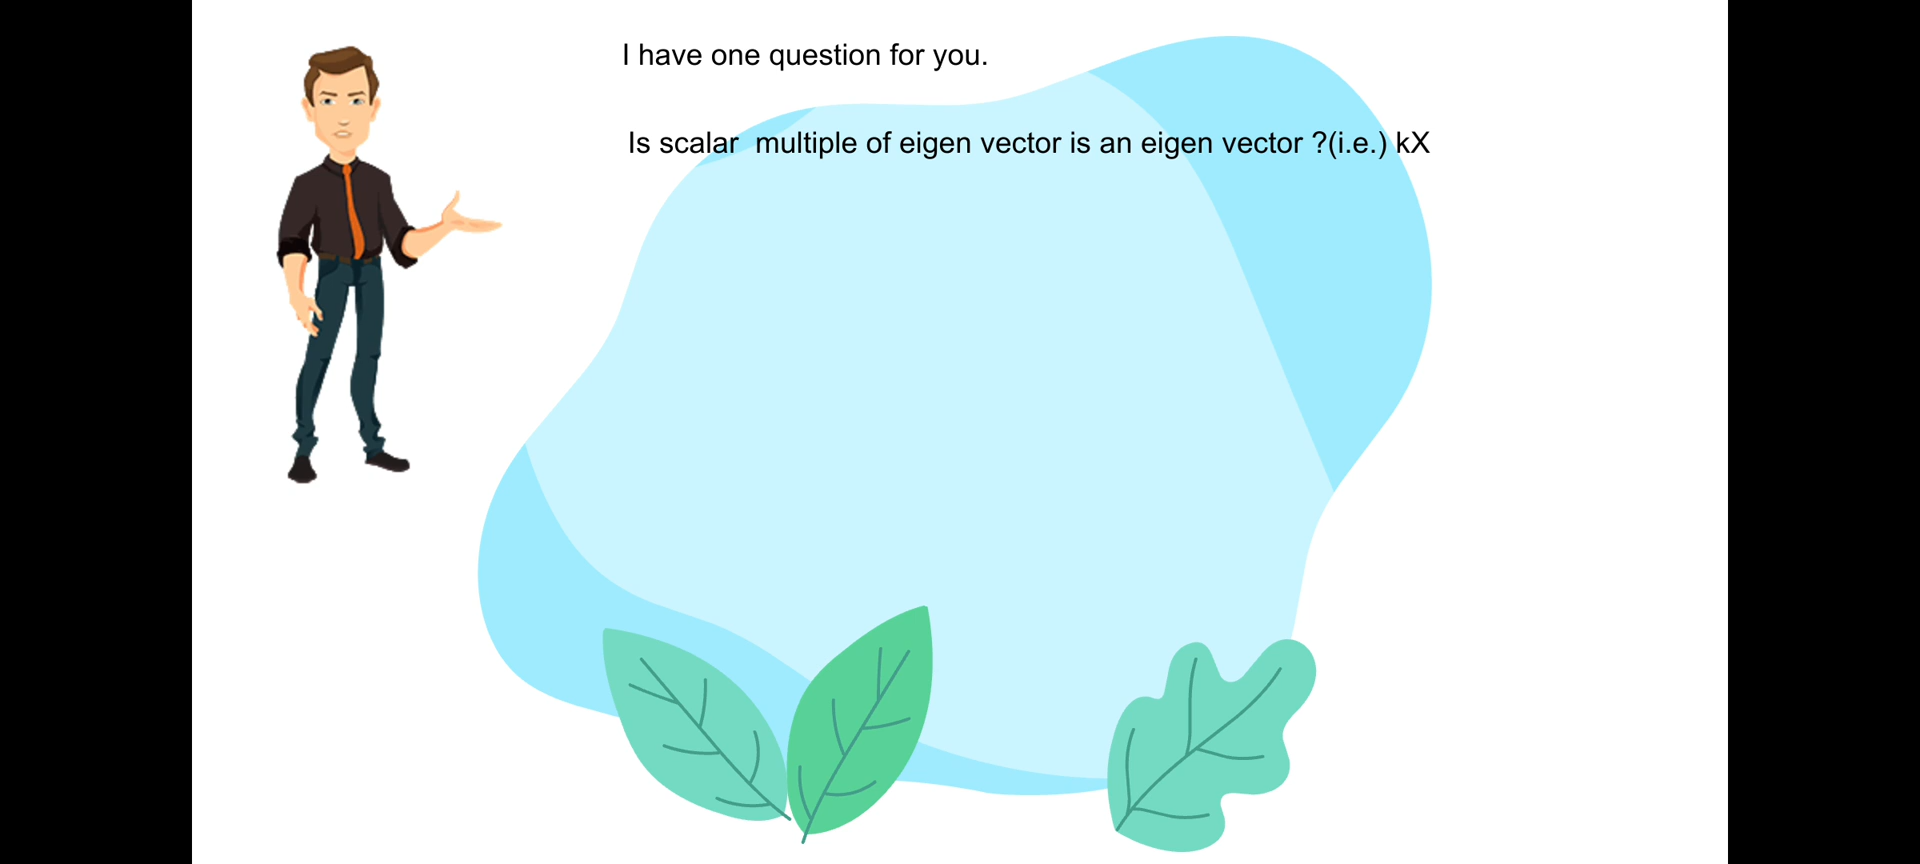 I have one question for you.
Is scalar  multiple of eigen vector is an eigen vector ?(i.e.) kX